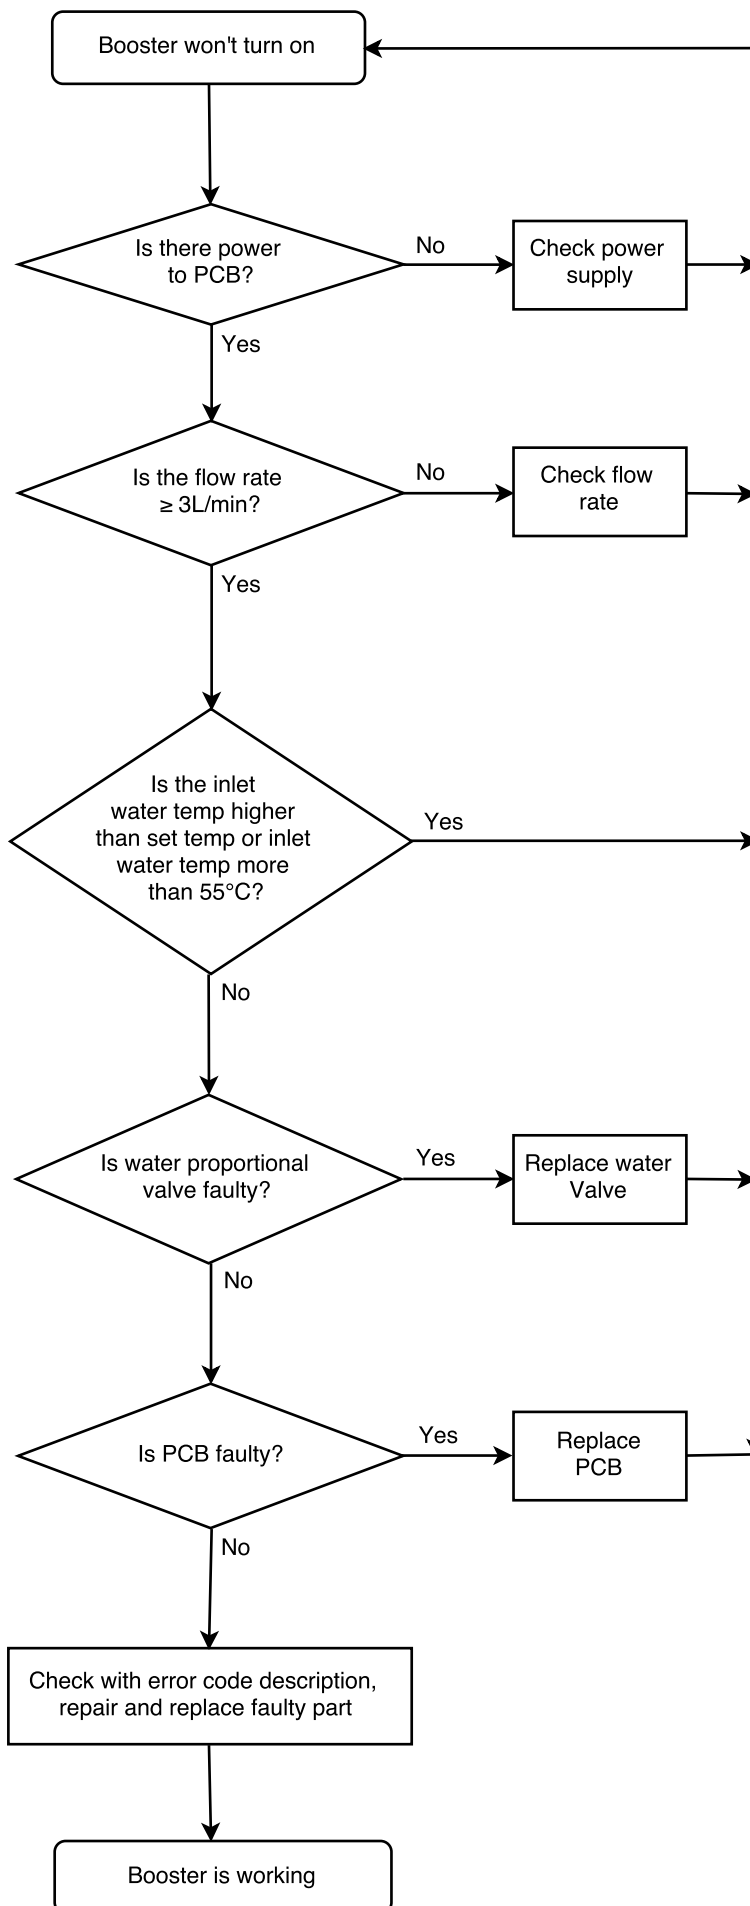 Booster won't turn on
Is there power
to PCB?
No
Check power
supply
Yes
Is the flow rate
≥ 3L/min?
No
Check flow
rate
Yes
Is the inlet
water temp higher
than set temp or inlet
water temp more
than 55°C?
Yes
No
Is water proportional
valve faulty?
Yes
Replace water
Valve
No
Is PCB faulty?
Yes
Replace
PCB
No
Check with error code description,
repair and replace faulty part
Booster is working